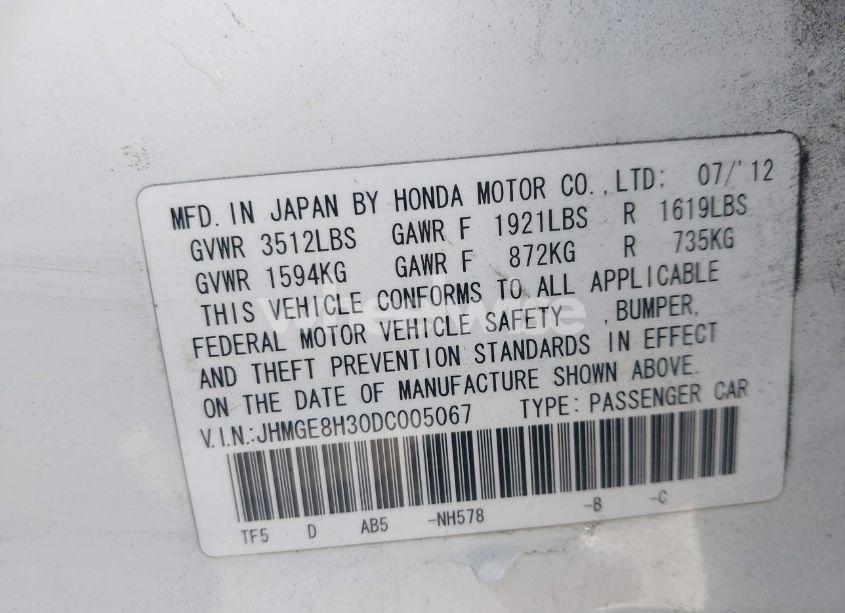 MFD. IN JAPAN BY HONDA MOTOR CO., LTD; 07/'12
GVWR 3512LBS GAWR F 1921LBS R 1619LBS
GVWR 1594KG GAWR F 872KG R 735KG
THIS VEHICLE CONFORMS TO ALL APPLICABLE
FEDERAL MOTOR VEHICLE SAFETY , BUMPER,
AND THEFT PREVENTION STANDARDS IN EFFECT
ON THE DATE OF MANUFACTURE SHOWN ABOVE.
V.I.N.:JHMGE8H30DC005067 TYPE: PASSENGER CAR
TF5 D AB5 -NH578 -B -C
wheelwise